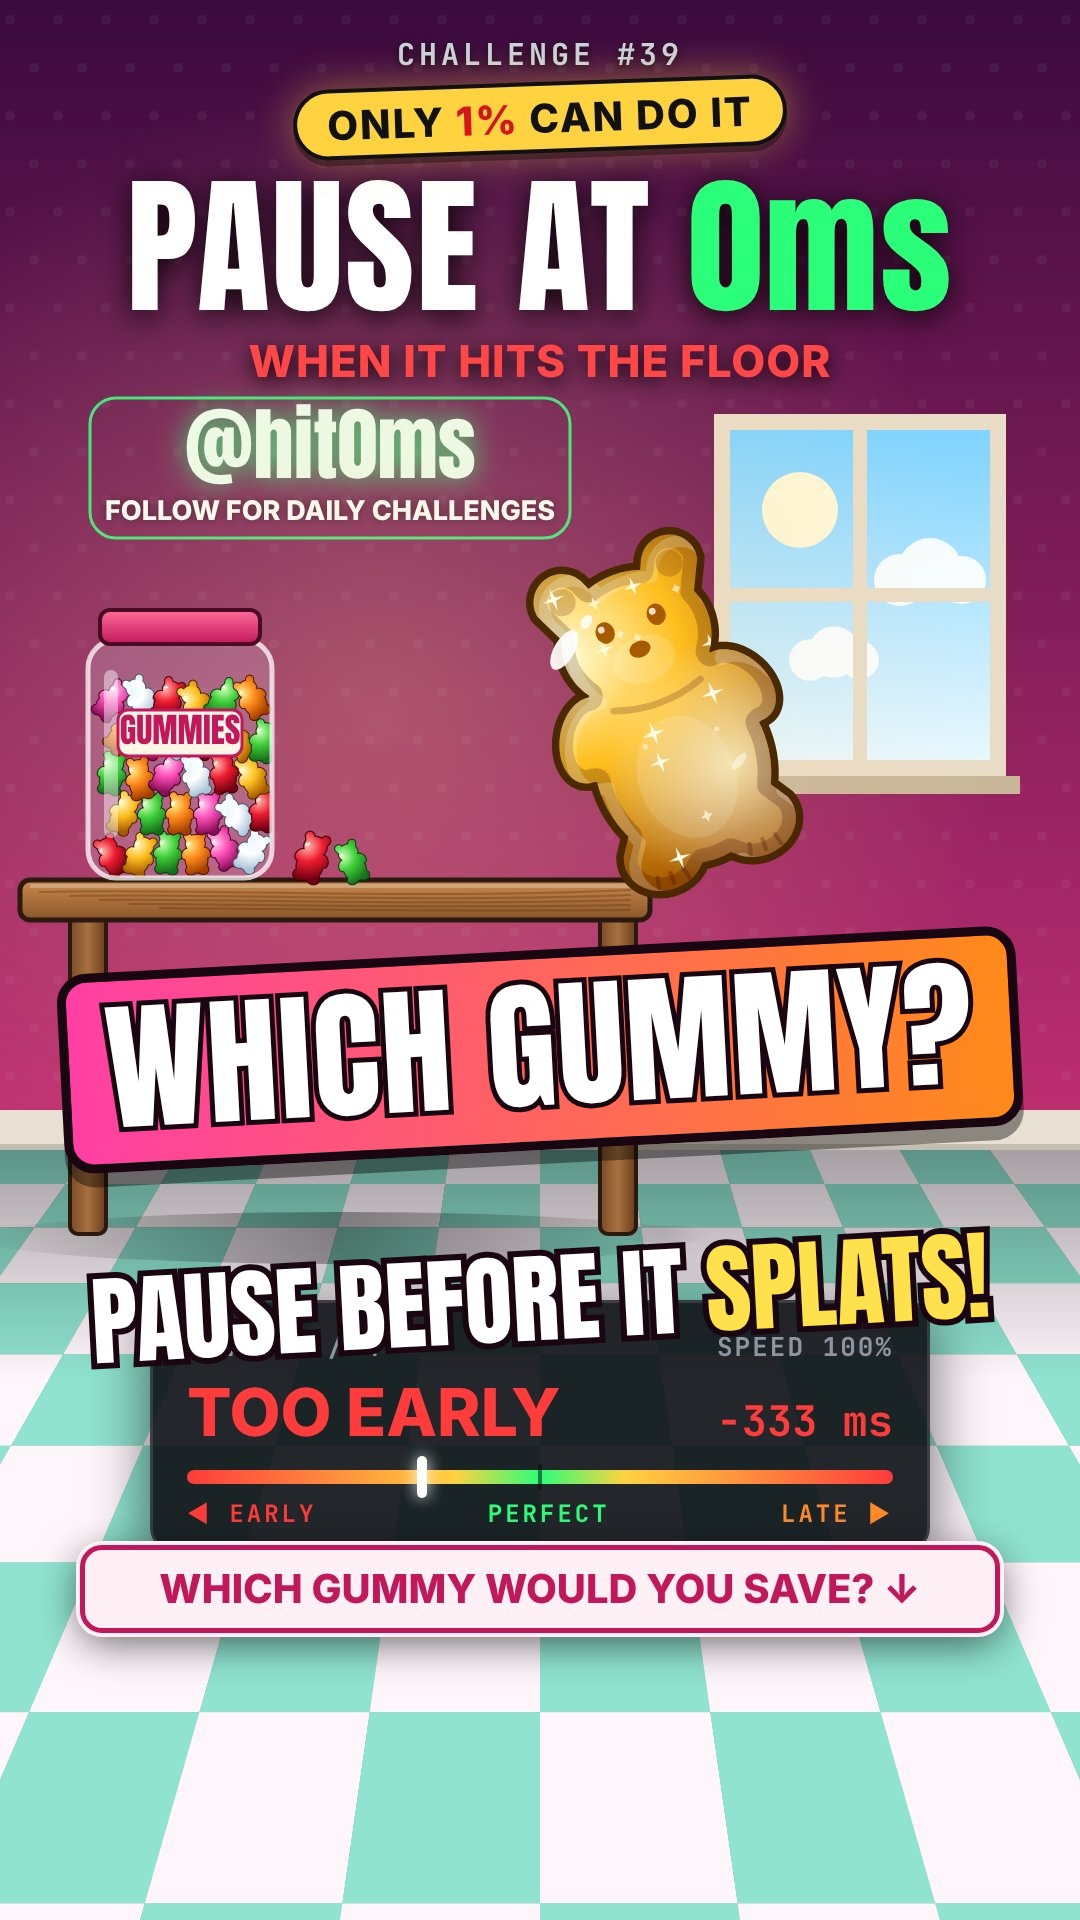 CHALLENGE #39
ONLY 1% CAN DO IT
PAUSE AT 0ms
WHEN IT HITS THE FLOOR
@hit0ms
FOLLOW FOR DAILY CHALLENGES
GUMMIES
WHICH GUMMY?
PAUSE BEFORE IT SPLATS!
SPEED 100%
TOO EARLY
-333 ms
◀ EARLY
PERFECT
LATE ▶
WHICH GUMMY WOULD YOU SAVE? ↓